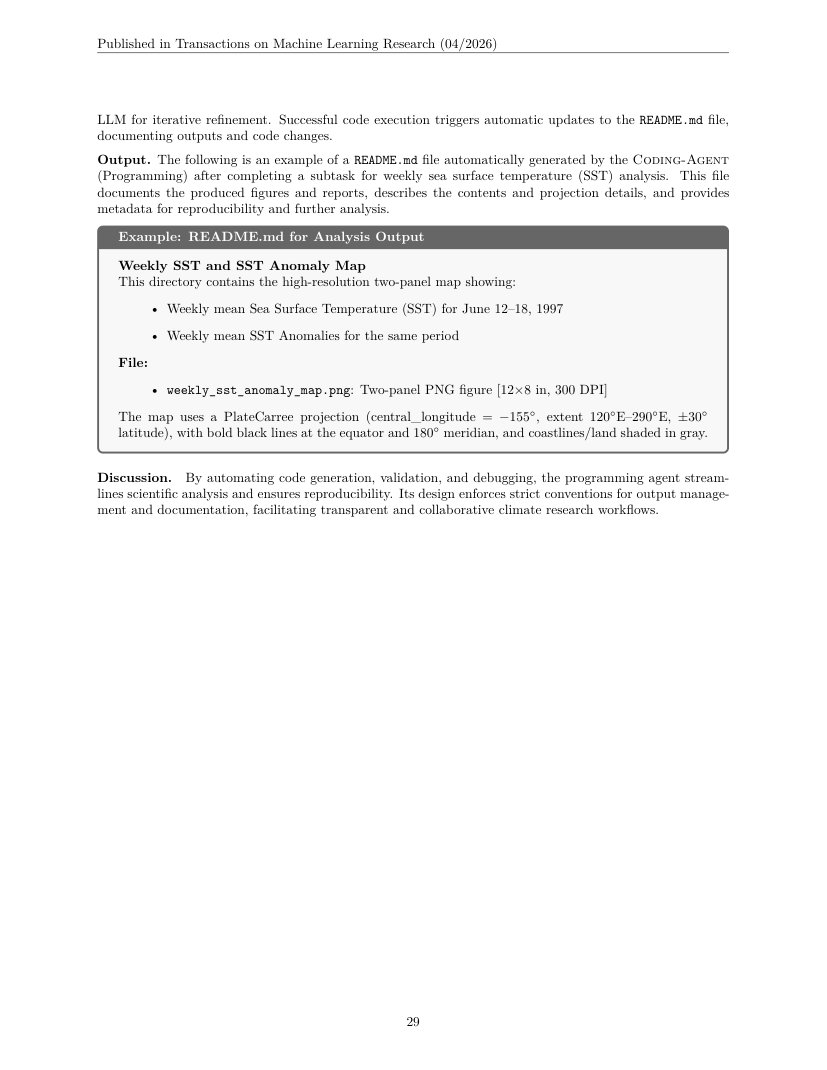 Published in Transactions on Machine Learning Research (04/2026)
LLM for iterative refinement. Successful code execution triggers automatic updates to the README.md file,
documenting outputs and code changes.
Output. The following is an example of a README.md file automatically generated by the CODING-AGENT
(Programming) after completing a subtask for weekly sea surface temperature (SST) analysis. This file
documents the produced figures and reports, describes the contents and projection details, and provides
metadata for reproducibility and further analysis.
Example: README.md for Analysis Output
Weekly SST and SST Anomaly Map
This directory contains the high-resolution two-panel map showing:
• Weekly mean Sea Surface Temperature (SST) for June 12–18, 1997
• Weekly mean SST Anomalies for the same period
File:
• weekly_sst_anomaly_map.png: Two-panel PNG figure [12×8 in, 300 DPI]
The map uses a PlateCarree projection (central_longitude = −155°, extent 120°E–290°E, ±30°
latitude), with bold black lines at the equator and 180° meridian, and coastlines/land shaded in gray.
Discussion. By automating code generation, validation, and debugging, the programming agent stream-
lines scientific analysis and ensures reproducibility. Its design enforces strict conventions for output manage-
ment and documentation, facilitating transparent and collaborative climate research workflows.
29